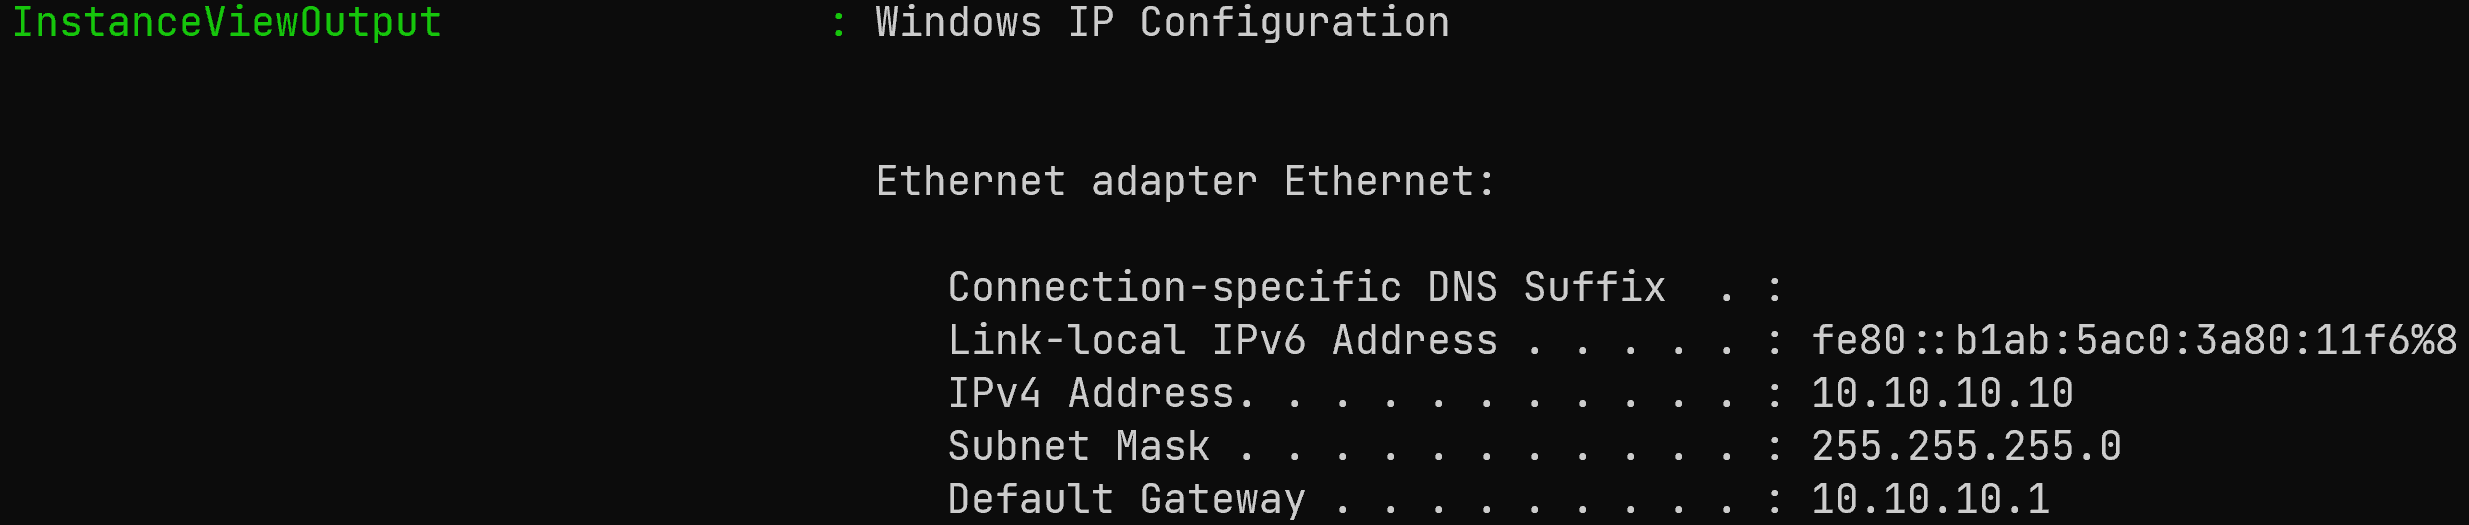 InstanceViewOutput : Windows IP Configuration
Ethernet adapter Ethernet:
Connection-specific DNS Suffix . :
Link-local IPv6 Address . . . . . : fe80::b1ab:5ac0:3a80:11f6%8
IPv4 Address. . . . . . . . . . . : 10.10.10.10
Subnet Mask . . . . . . . . . . . : 255.255.255.0
Default Gateway . . . . . . . . . : 10.10.10.1